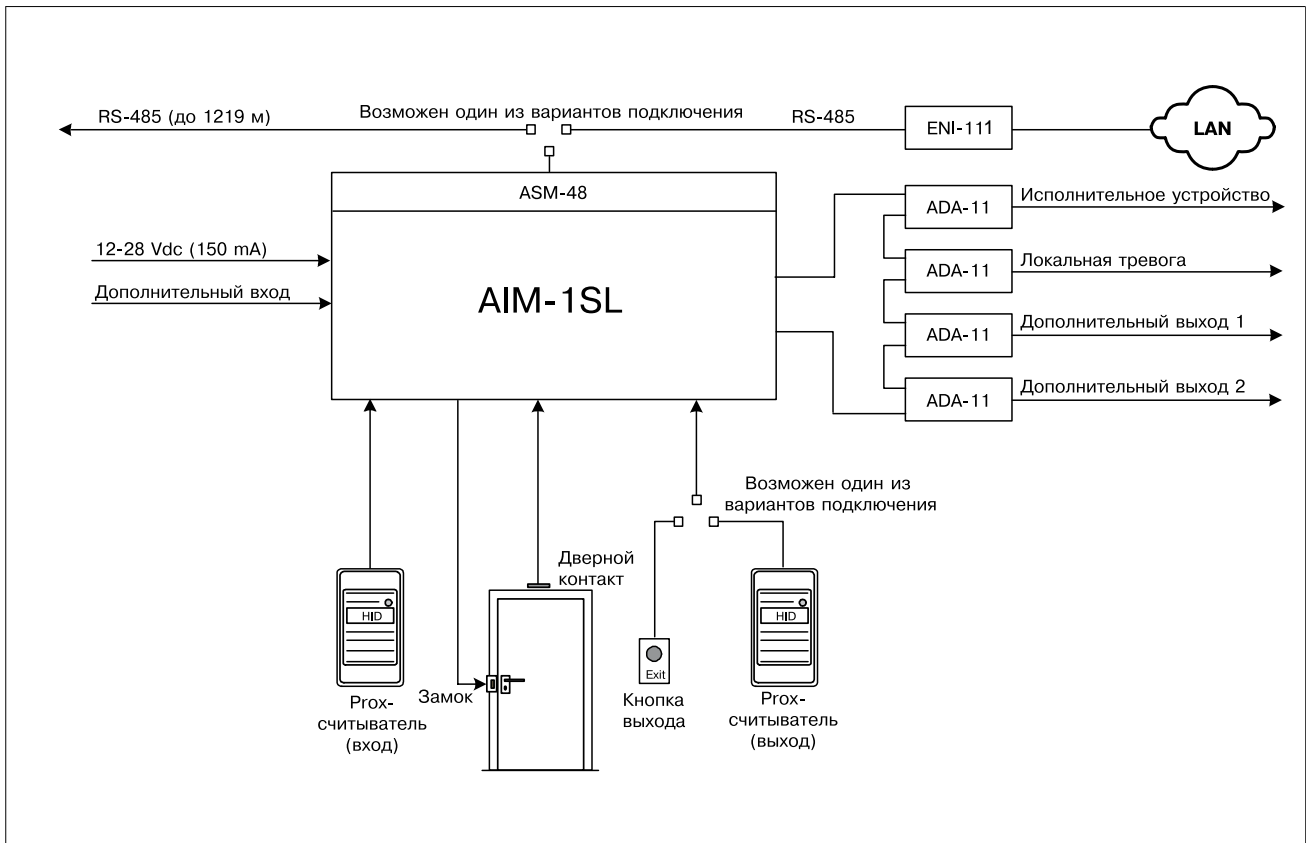 RS-485 (до 1219 м)
Возможен один из вариантов подключения
RS-485
ENI-111
LAN
ASM-48
ADA-11
Исполнительное устройство
12-28 Vdc (150 mA)
ADA-11
Локальная тревога
Дополнительный вход
AIM-1SL
ADA-11
Дополнительный выход 1
ADA-11
Дополнительный выход 2
Возможен один из
вариантов подключения
Дверной
контакт
HID
HID
Exit
Замок
Prox-
считыватель
(вход)
Кнопка
выхода
Prox-
считыватель
(выход)